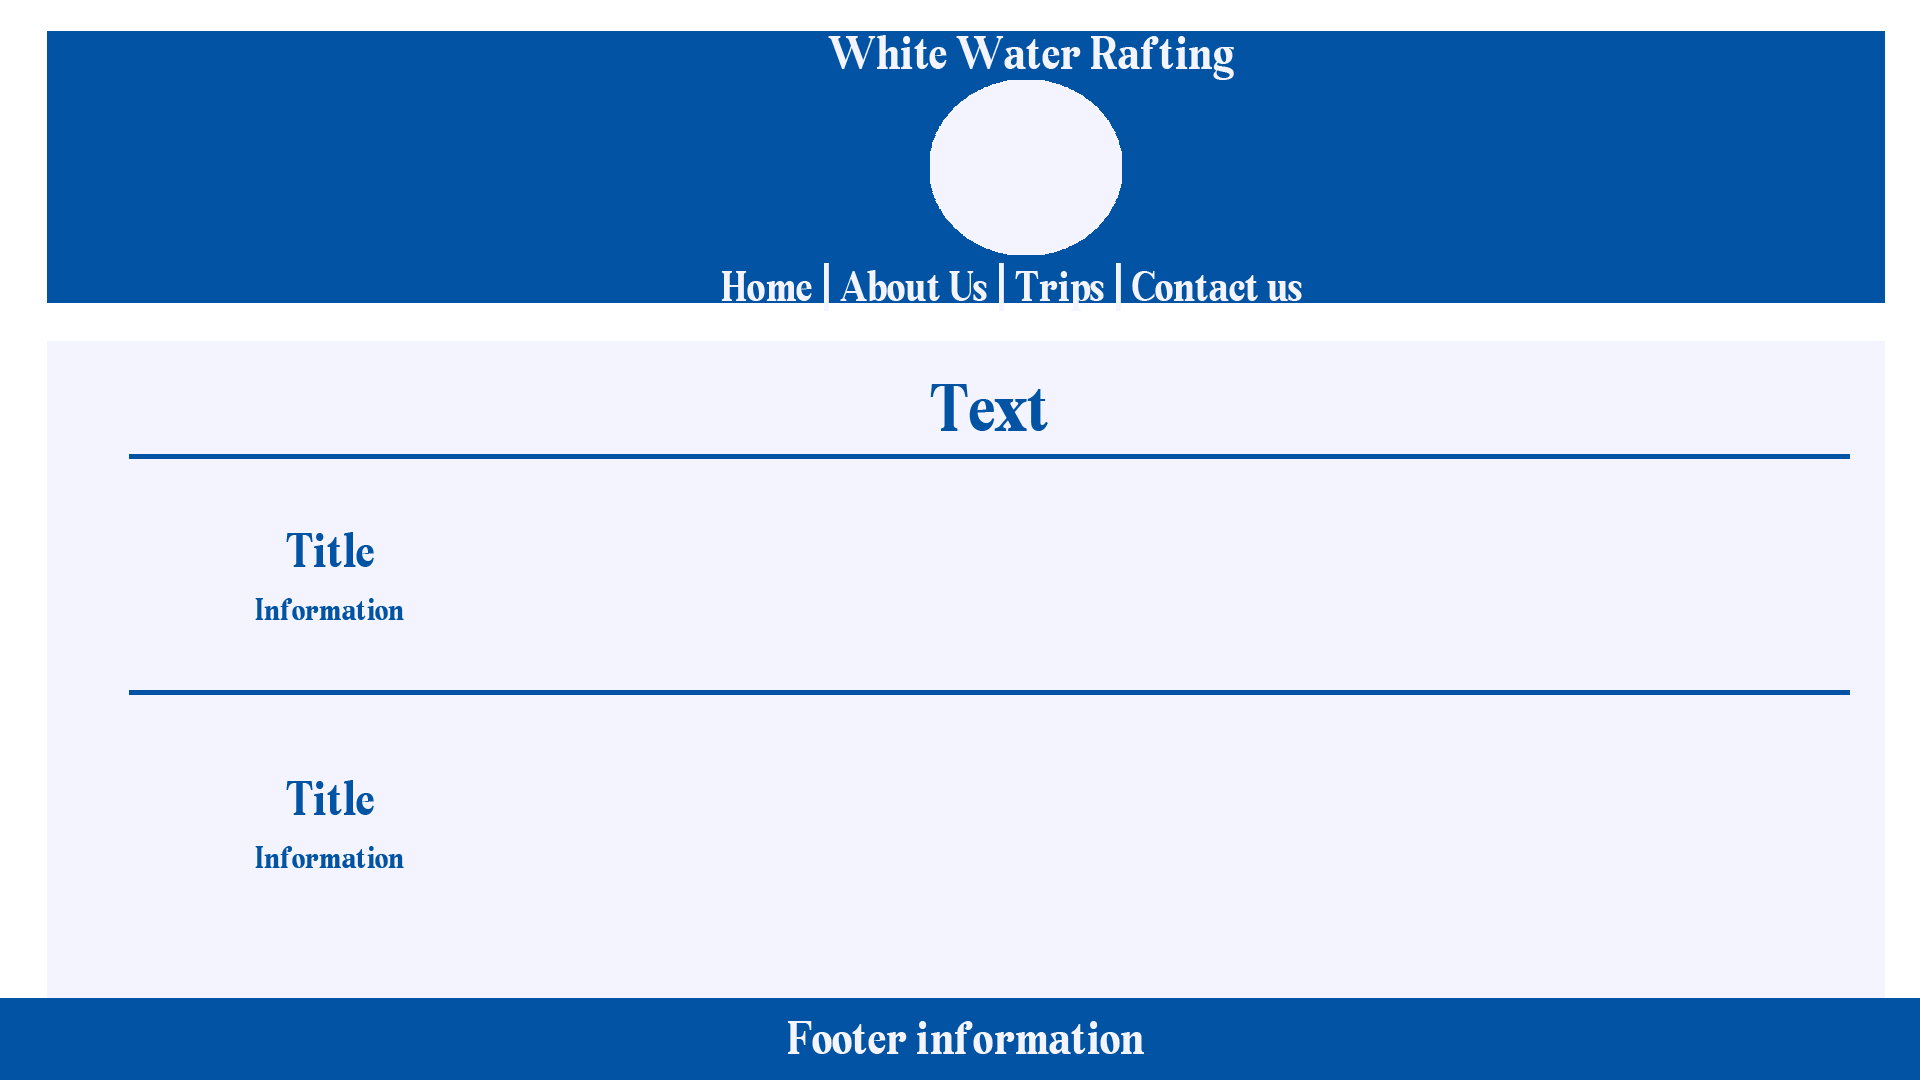 White Water Rafting
Home | About Us | Trips | Contact us
Text
Title
Information
Title
Information
Footer information